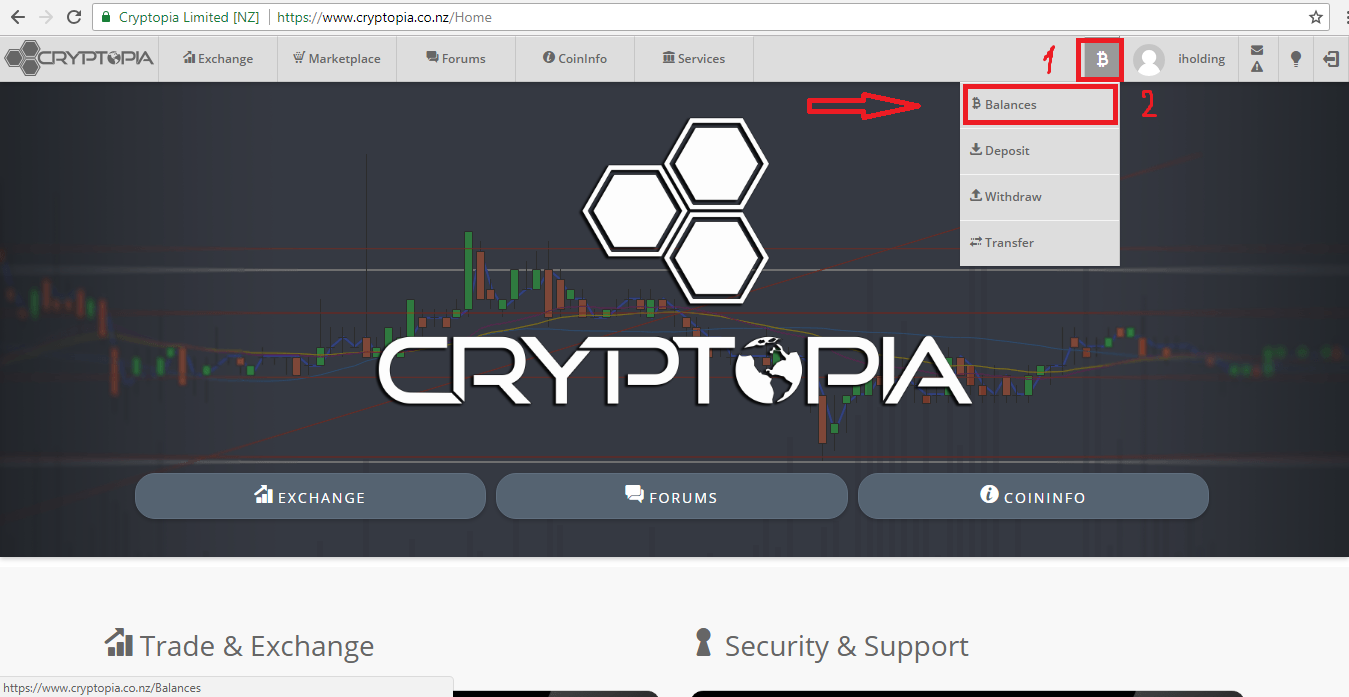 Cryptopia Limited [NZ] https://www.cryptopia.co.nz/Home
CRYPTOPIA Exchange Marketplace Forums CoinInfo Services 1 iholding
Balances 2
Deposit
Withdraw
Transfer
CRYPTOPIA
EXCHANGE FORUMS COININFO
Trade & Exchange Security & Support
https://www.cryptopia.co.nz/Balances